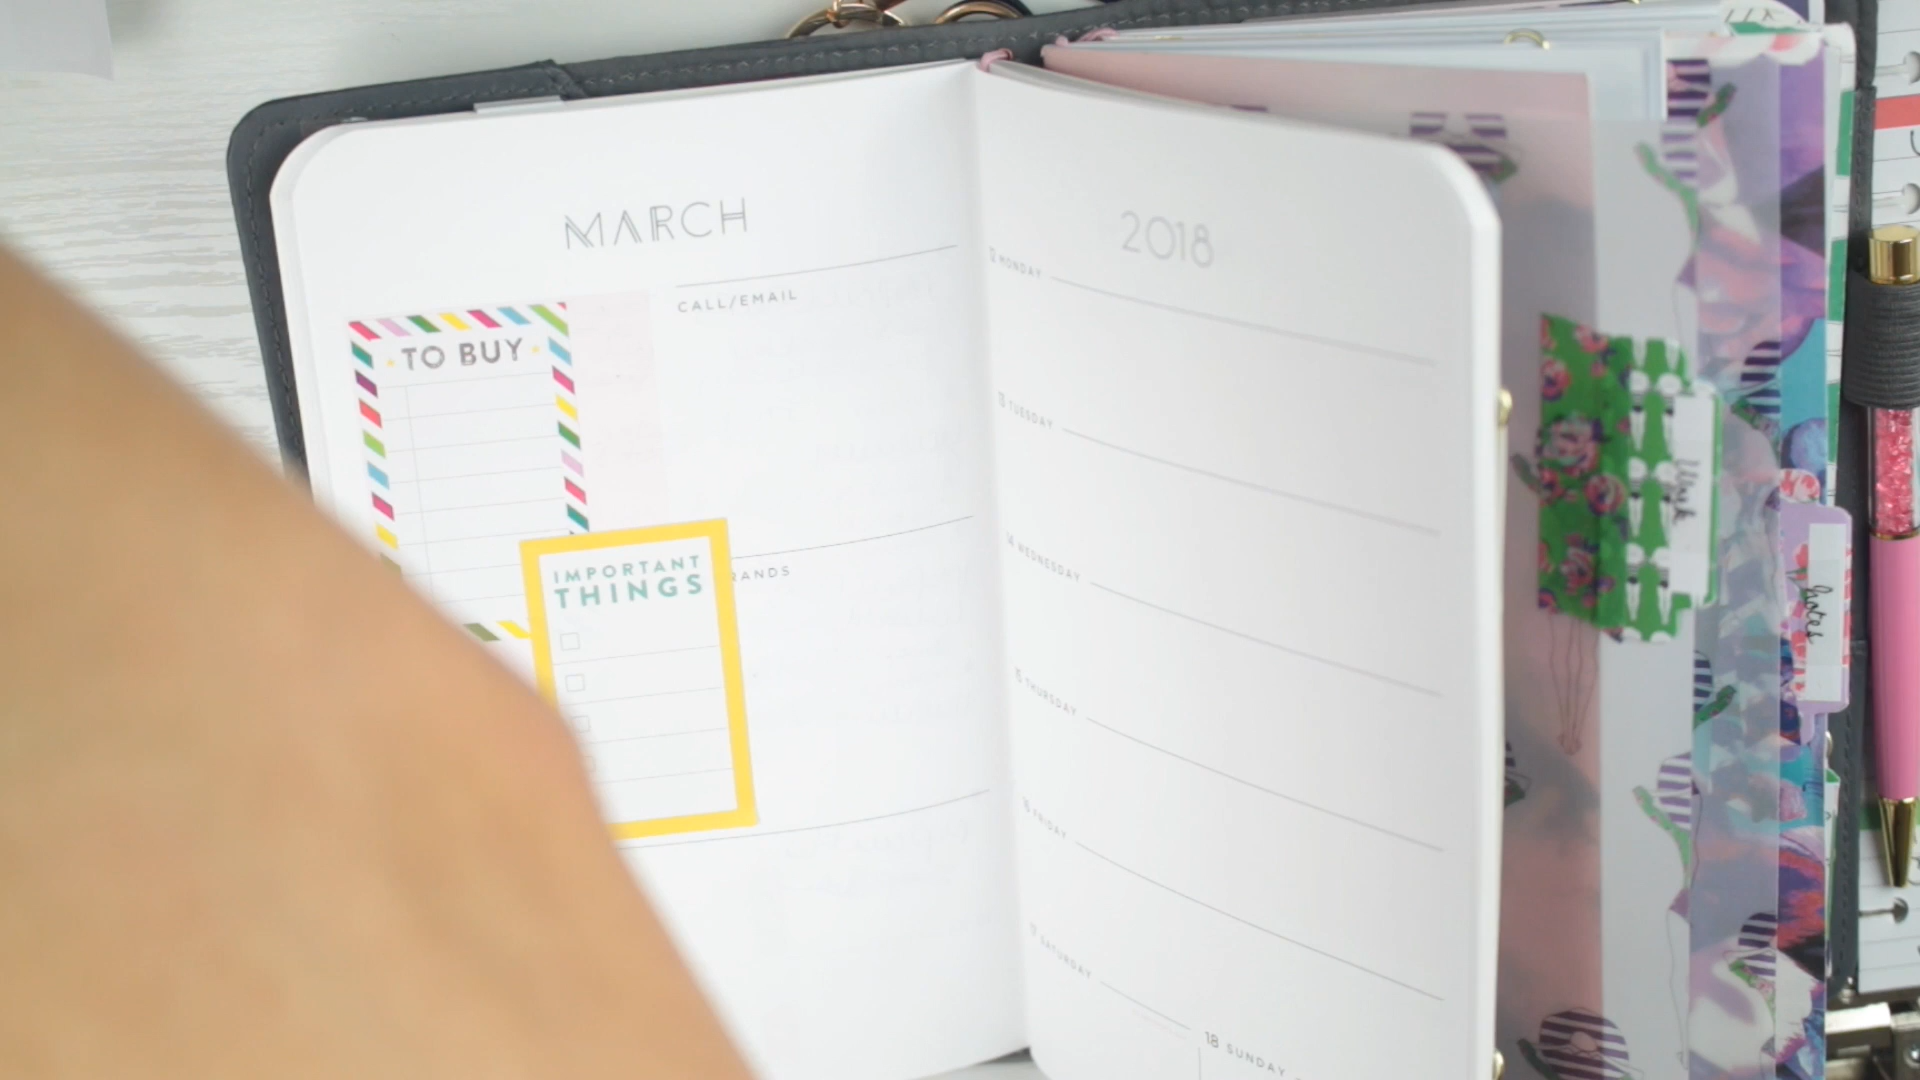 MARCH
CALL/EMAIL
TO BUY
IMPORTANT
THINGS
2018
12 MONDAY
13 TUESDAY
14 WEDNESDAY
15 THURSDAY
16 FRIDAY
17 SATURDAY
18 SUNDAY
Notes